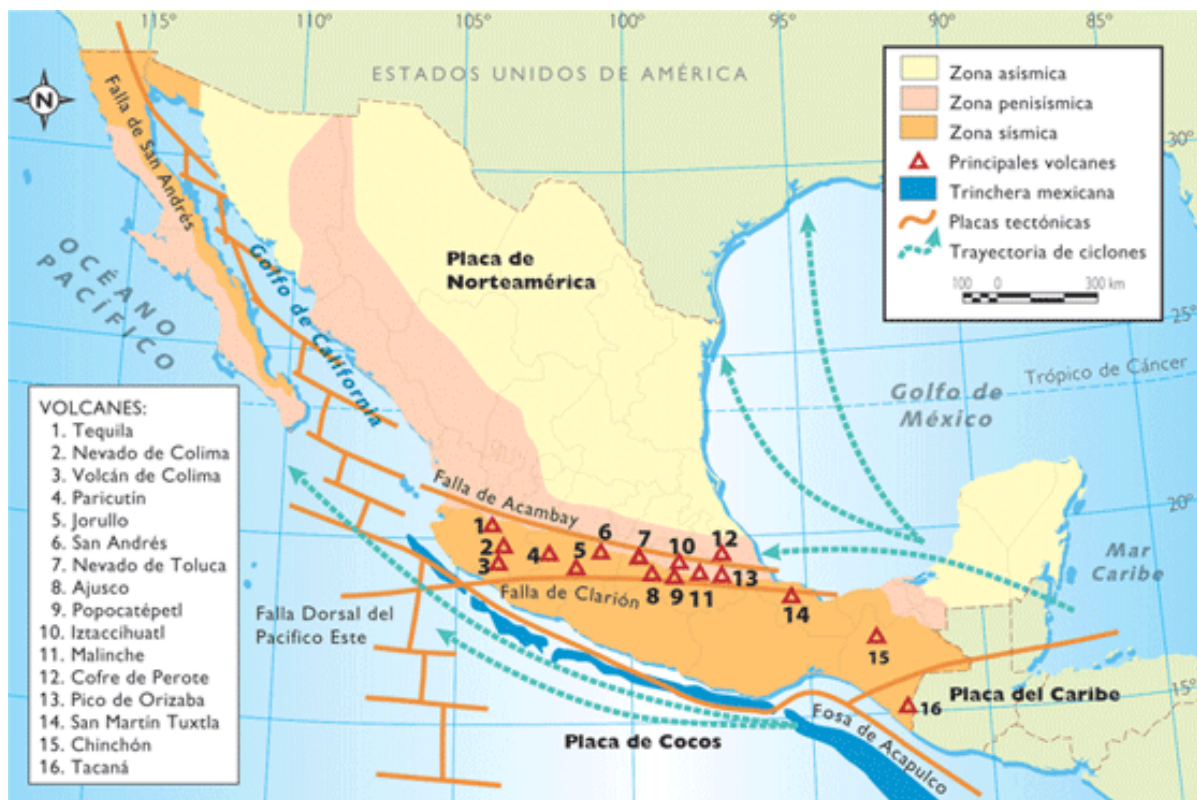 115°
110°
105°
100°
95°
90°
85°
ESTADOS UNIDOS DE AMÉRICA
N
Zona asísmica
Zona penisísmica
Zona sísmica
Principales volcanes
Trinchera mexicana
Placas tectónicas
Trayectoria de ciclones
100 0 300 km
30°
25°
20°
15°
Falla de San Andrés
OCÉANO
PACÍFICO
Golfo de California
Placa de
Norteamérica
Golfo de
México
Trópico de Cáncer
Mar
Caribe
VOLCANES:
1. Tequila
2. Nevado de Colima
3. Volcán de Colima
4. Paricutín
5. Jorullo
6. San Andrés
7. Nevado de Toluca
8. Ajusco
9. Popocatépetl
10. Iztaccihuatl
11. Malinche
12. Cofre de Perote
13. Pico de Orizaba
14. San Martín Tuxtla
15. Chinchón
16. Tacaná
Falla de Acambay
1
2
3
4
5
6
7
10
12
8
9
11
13
14
15
16
Falla de Clarión
Falla Dorsal del
Pacifico Este
Placa de Cocos
Fosa de Acapulco
Placa del Caribe